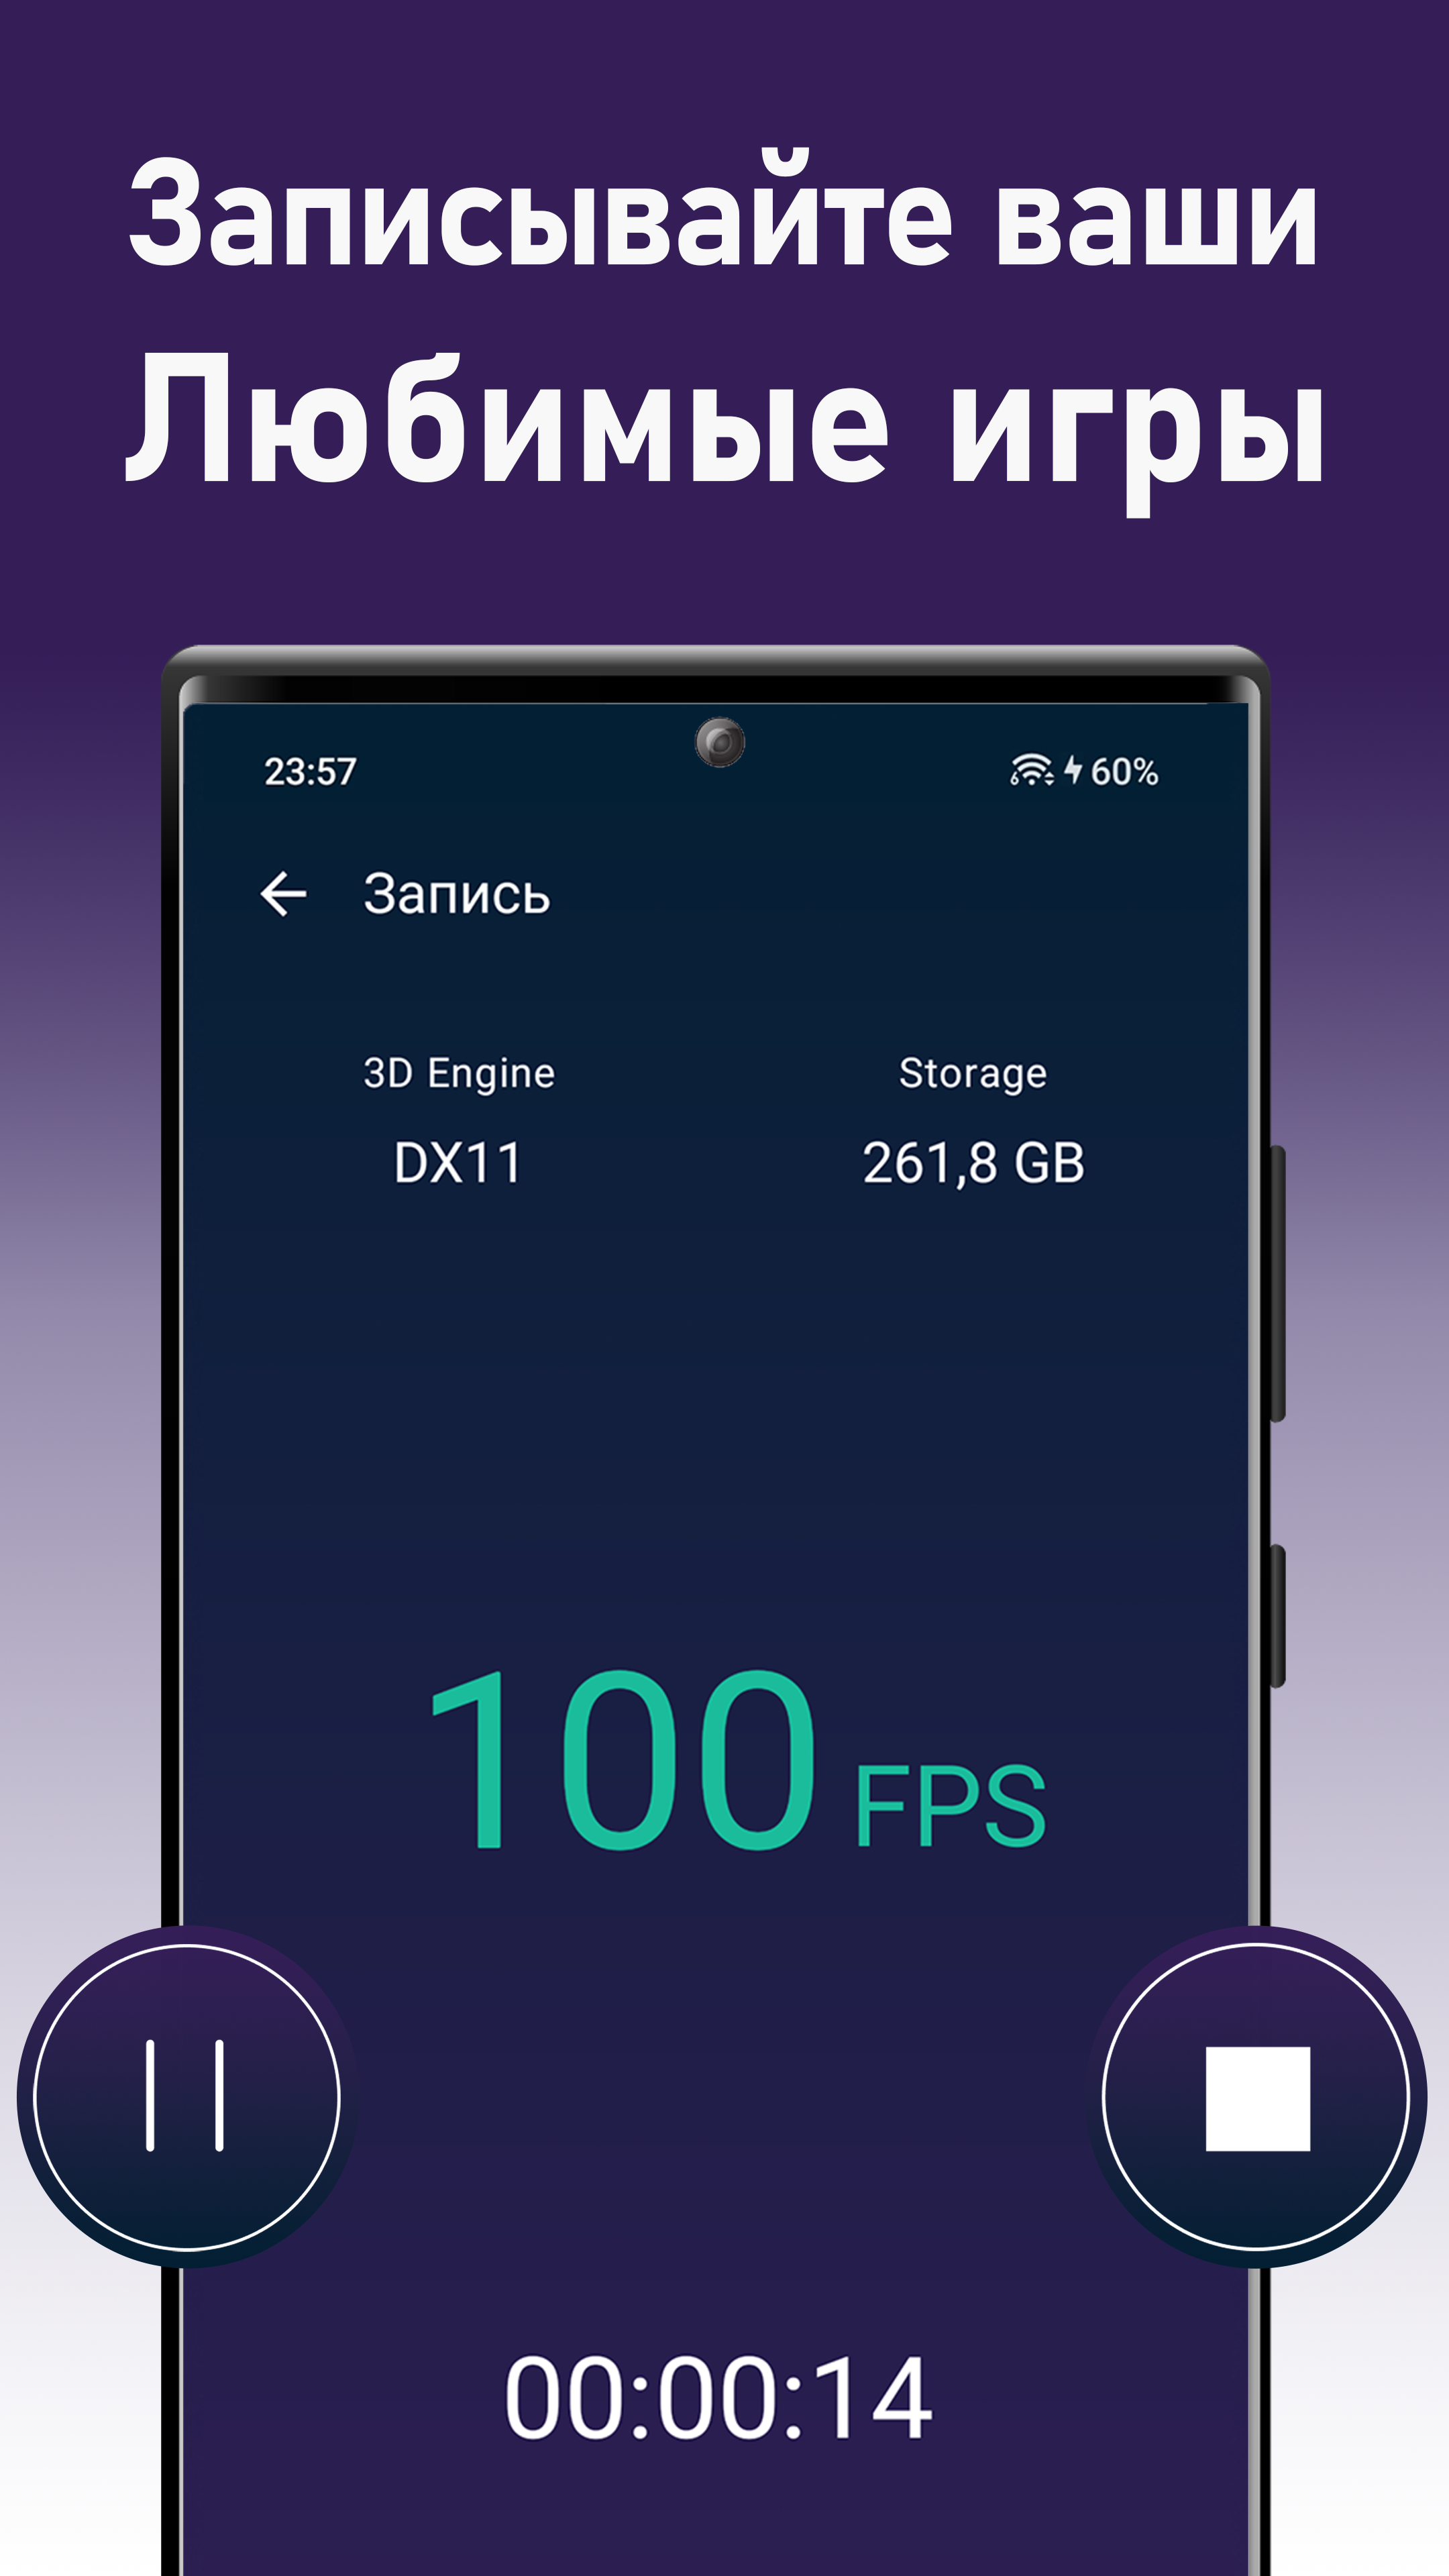 Записывайте ваши
Любимые игры
23:57
6 60%
Запись
3D Engine
Storage
DX11
261,8 GB
100 FPS
00:00:14